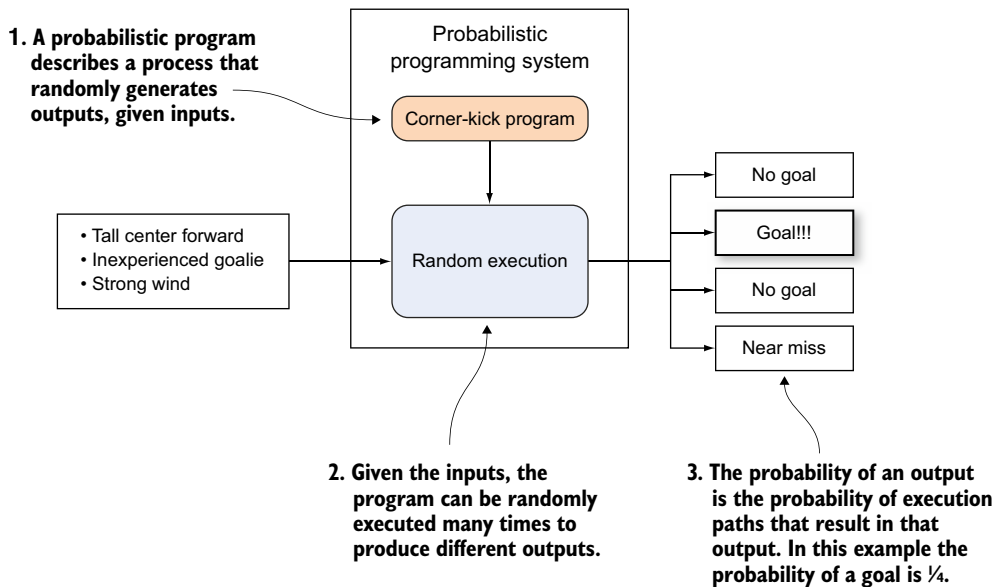 1. A probabilistic program
describes a process that
randomly generates
outputs, given inputs.
Probabilistic
programming system
Corner-kick program
• Tall center forward
• Inexperienced goalie
• Strong wind
Random execution
No goal
Goal!!!
No goal
Near miss
2. Given the inputs, the
program can be randomly
executed many times to
produce different outputs.
3. The probability of an output
is the probability of execution
paths that result in that
output. In this example the
probability of a goal is ¼.